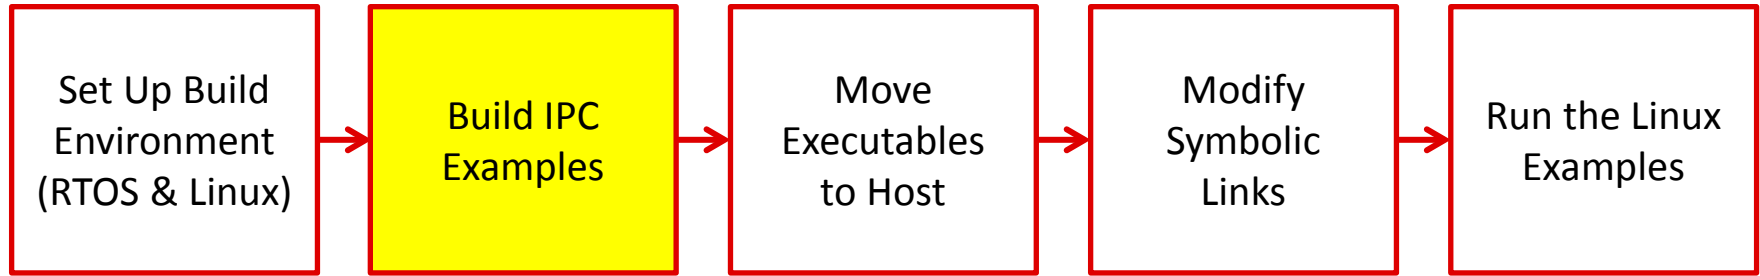 Set Up Build
Environment
(RTOS & Linux)
Build IPC
Examples
Move
Executables
to Host
Modify
Symbolic
Links
Run the Linux
Examples